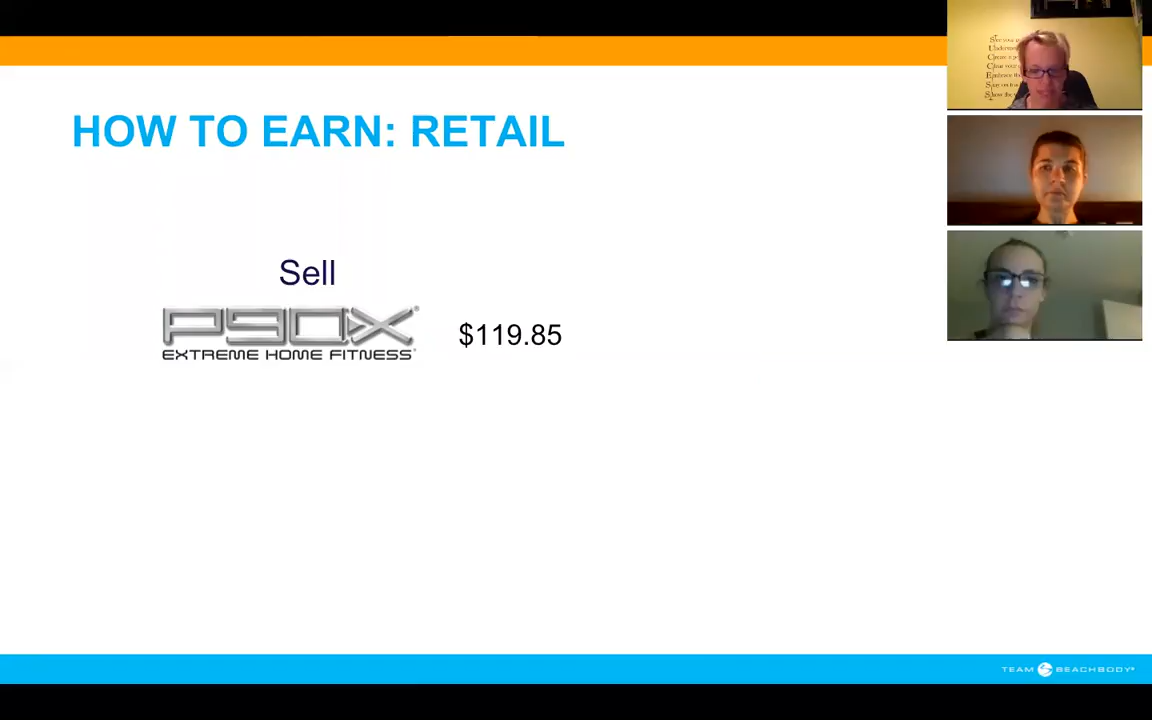 HOW TO EARN: RETAIL
Sell
P90X®
EXTREME HOME FITNESS
$119.85
TEAM BEACHBODY®